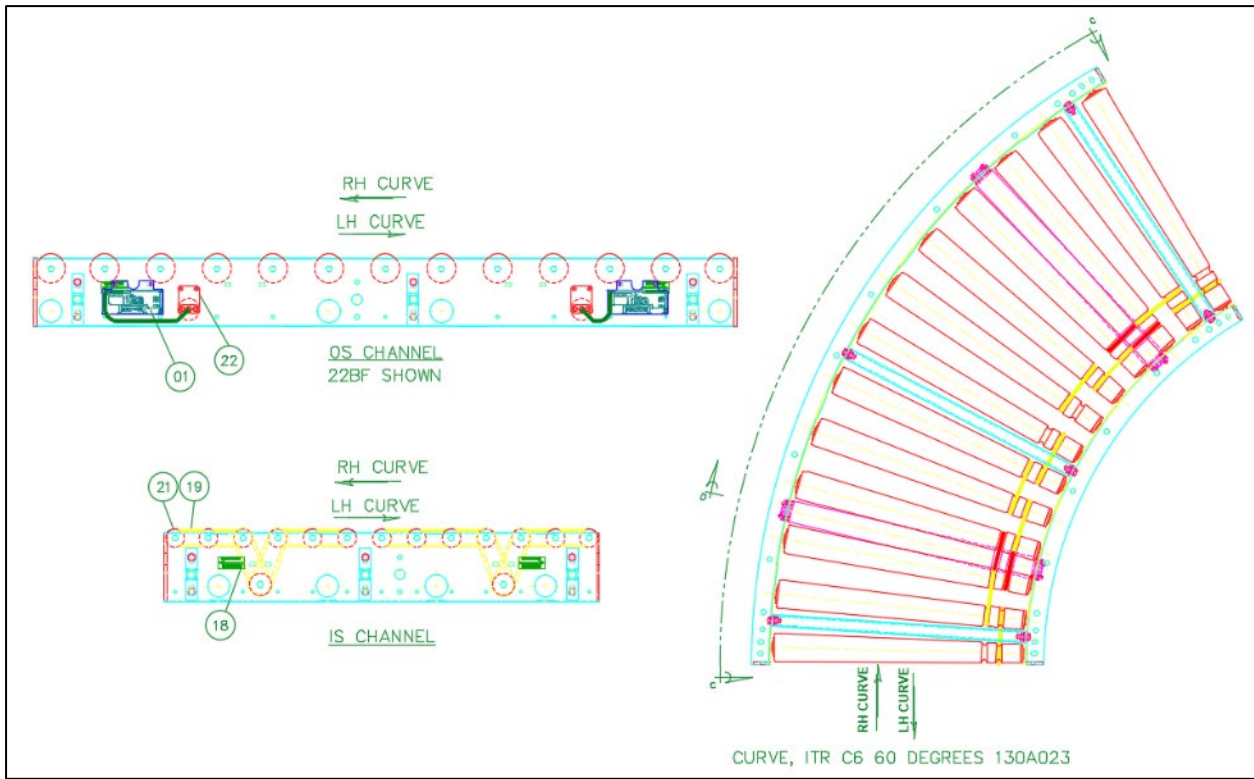 RH CURVE
LH CURVE
01
22
OS CHANNEL
22BF SHOWN
RH CURVE
LH CURVE
21
19
18
IS CHANNEL
c
c
RH CURVE
LH CURVE
CURVE, ITR C6 60 DEGREES 130A023